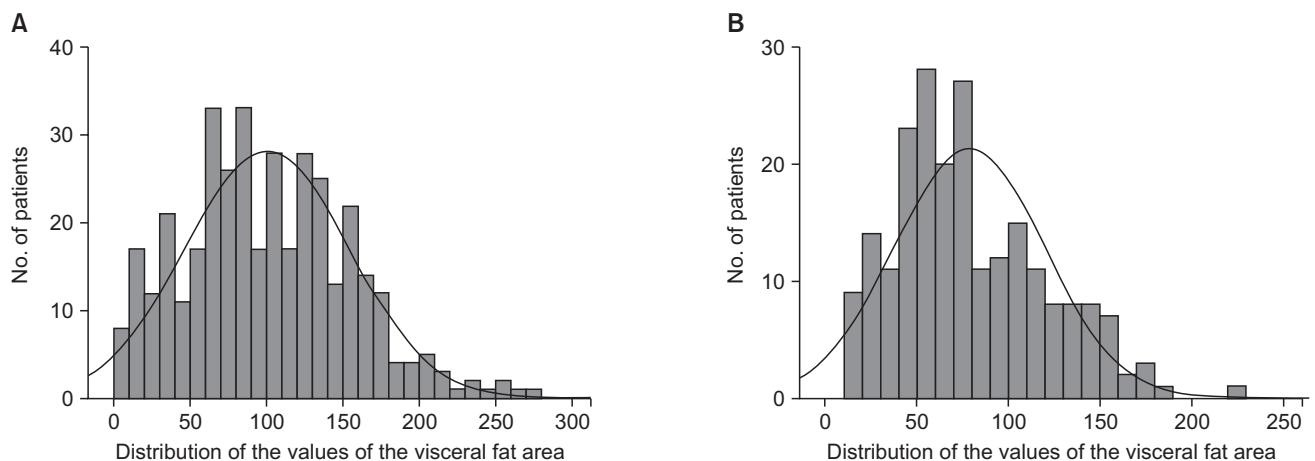 A
40
30
20
10
0
No. of patients
0 50 100 150 200 250 300
Distribution of the values of the visceral fat area
B
30
20
10
0
No. of patients
0 50 100 150 200 250
Distribution of the values of the visceral fat area